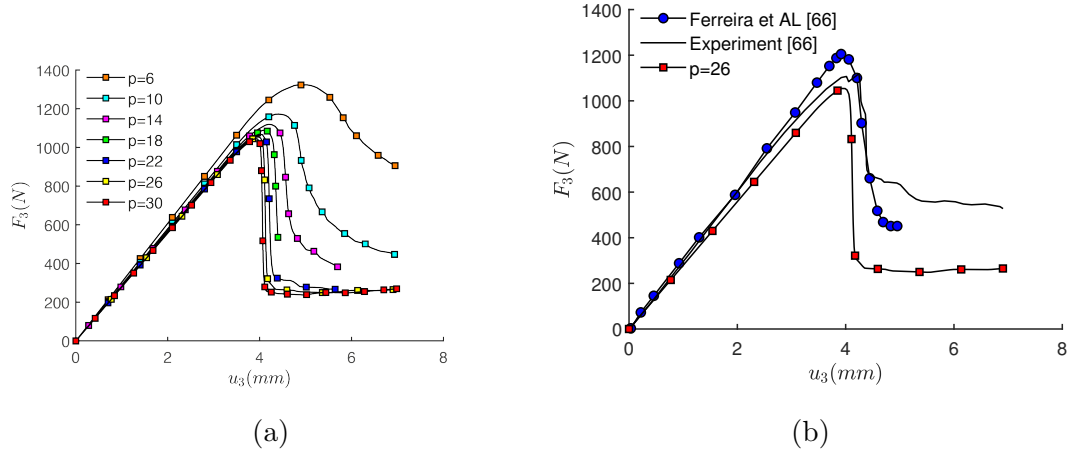 1400
1200
1000
800
600
400
200
0
F₃(N)
p=6
p=10
p=14
p=18
p=22
p=26
p=30
0 2 4 6 8
u₃(mm)
(a)
1400
1200
1000
800
600
400
200
0
F₃(N)
Ferreira et AL [66]
Experiment [66]
p=26
0 2 4 6 8
u₃(mm)
(b)